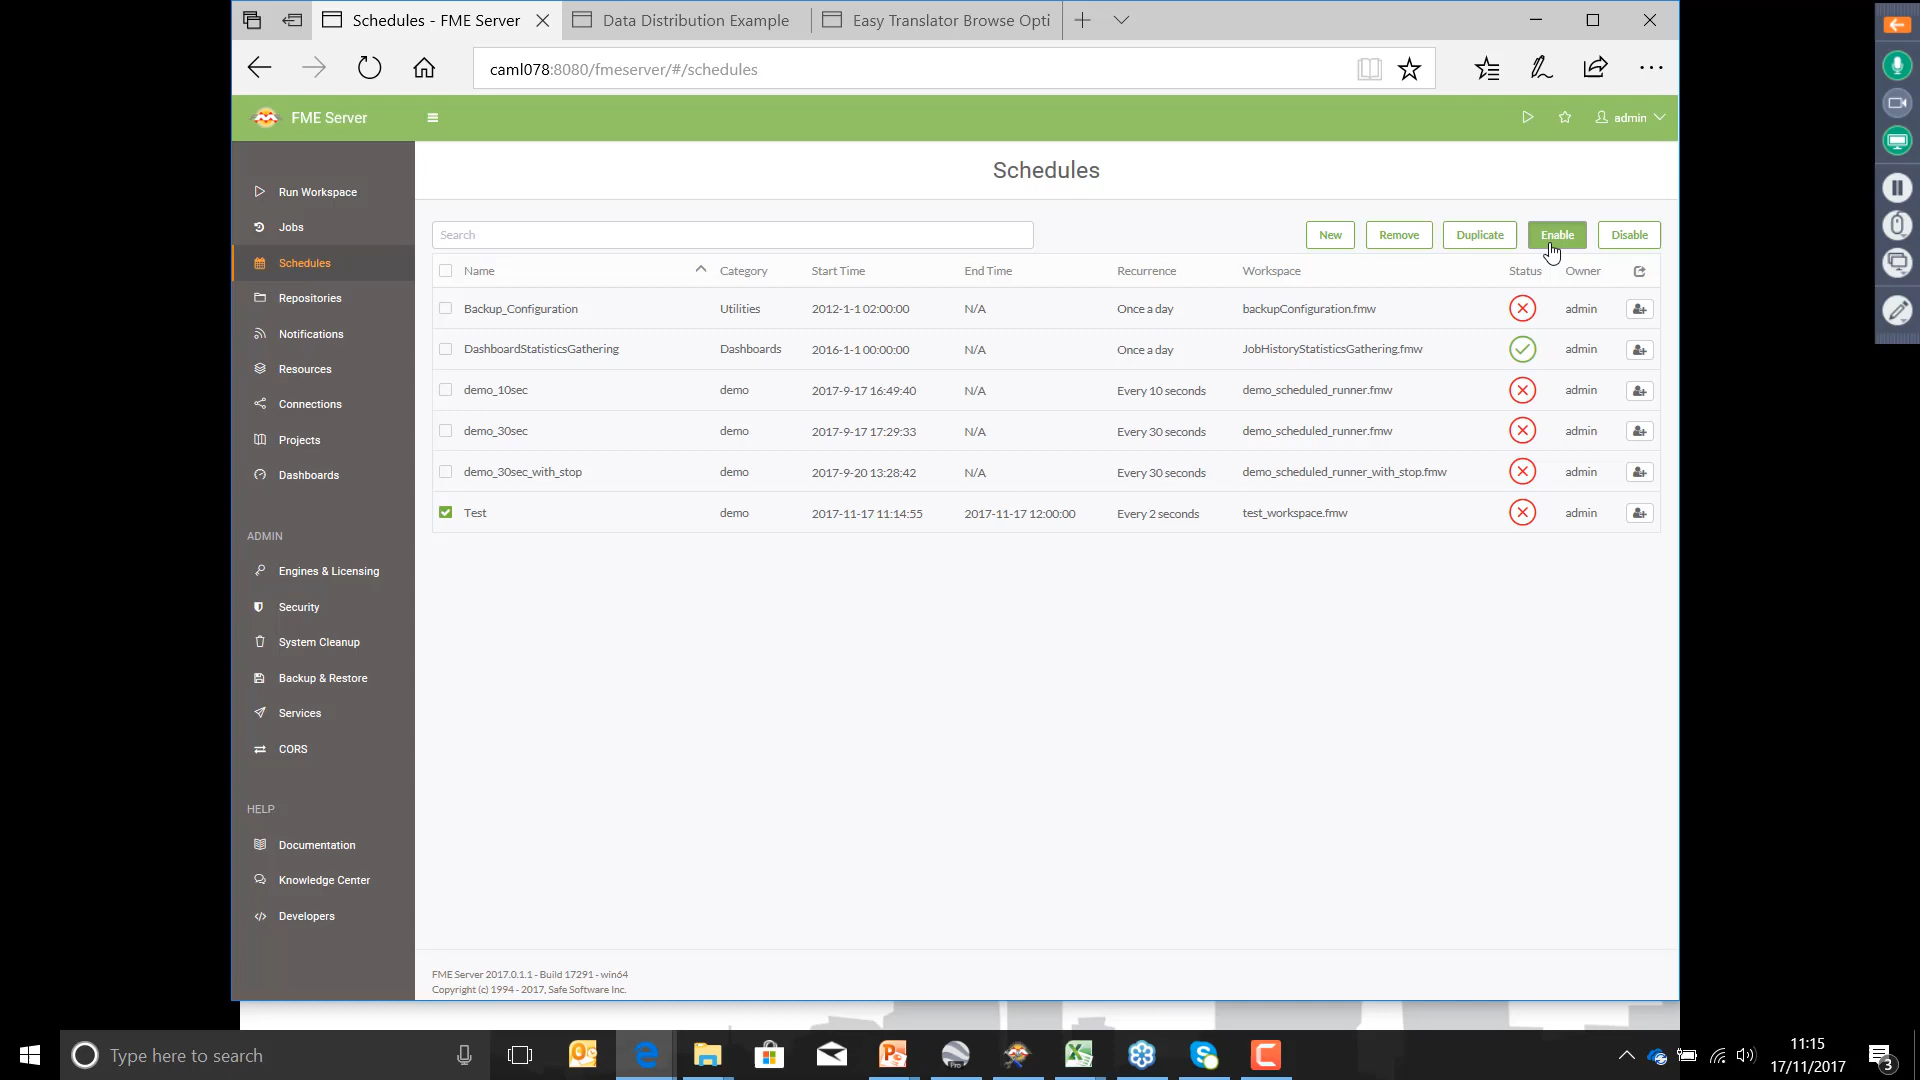 Schedules - FME Server
Data Distribution Example
Easy Translator Browse Opti
caml078:8080/fmeserver/#/schedules
FME Server
admin
Run Workspace
Jobs
Schedules
Repositories
Notifications
Resources
Connections
Projects
Dashboards
ADMIN
Engines & Licensing
Security
System Cleanup
Backup & Restore
Services
CORS
HELP
Documentation
Knowledge Center
Developers
Schedules
Search
New Remove Duplicate Enable Disable
Name Category Start Time End Time Recurrence Workspace Status Owner
Backup_Configuration Utilities 2012-1-1 02:00:00 N/A Once a day backupConfiguration.fmw admin
DashboardStatisticsGathering Dashboards 2016-1-1 00:00:00 N/A Once a day JobHistoryStatisticsGathering.fmw admin
demo_10sec demo 2017-9-17 16:49:40 N/A Every 10 seconds demo_scheduled_runner.fmw admin
demo_30sec demo 2017-9-17 17:29:33 N/A Every 30 seconds demo_scheduled_runner.fmw admin
demo_30sec_with_stop demo 2017-9-20 13:28:42 N/A Every 30 seconds demo_scheduled_runner_with_stop.fmw admin
Test demo 2017-11-17 11:14:55 2017-11-17 12:00:00 Every 2 seconds test_workspace.fmw admin
FME Server 2017.0.1.1 - Build 17291 - win64
Copyright (c) 1994 - 2017, Safe Software Inc.
Type here to search
Pro
11:15
17/11/2017
3